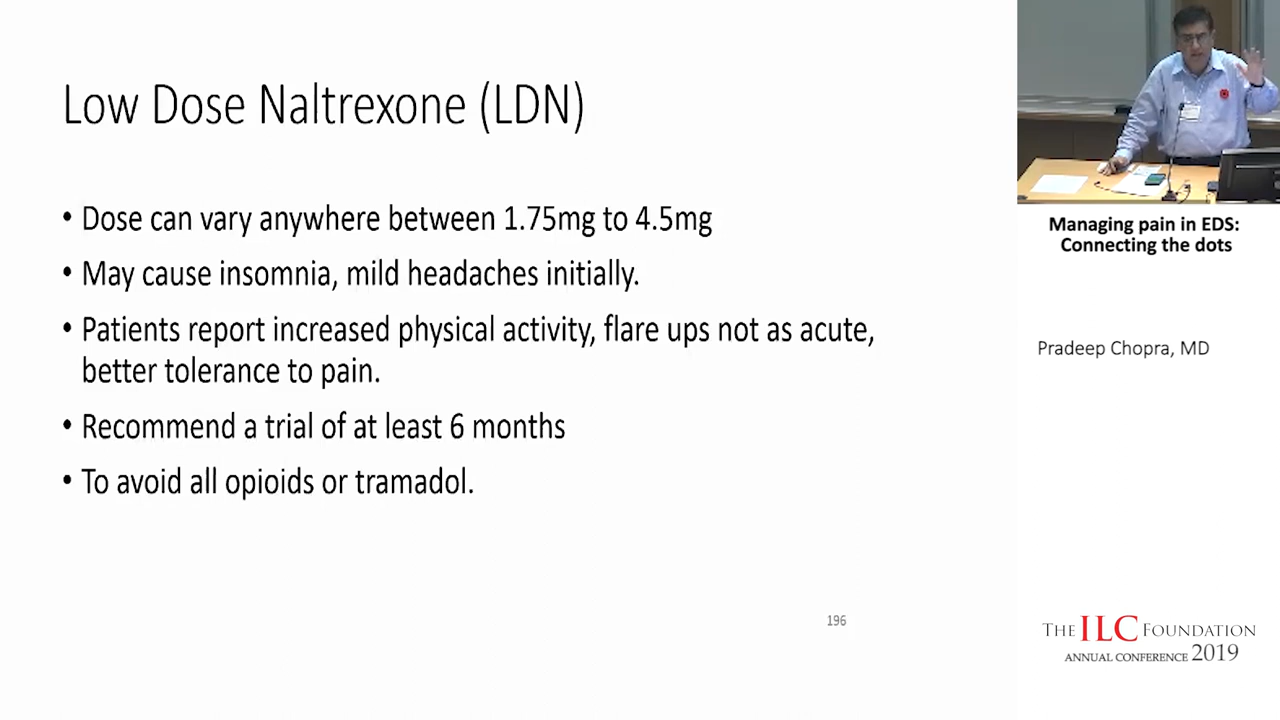 Low Dose Naltrexone (LDN)
• Dose can vary anywhere between 1.75mg to 4.5mg
• May cause insomnia, mild headaches initially.
• Patients report increased physical activity, flare ups not as acute,
better tolerance to pain.
• Recommend a trial of at least 6 months
• To avoid all opioids or tramadol.
196
Managing pain in EDS:
Connecting the dots
Pradeep Chopra, MD
THE ILC FOUNDATION
ANNUAL CONFERENCE 2019